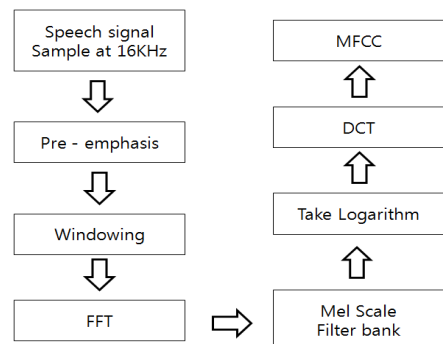 Speech signal
Sample at 16KHz
Pre - emphasis
Windowing
FFT
Mel Scale
Filter bank
Take Logarithm
DCT
MFCC